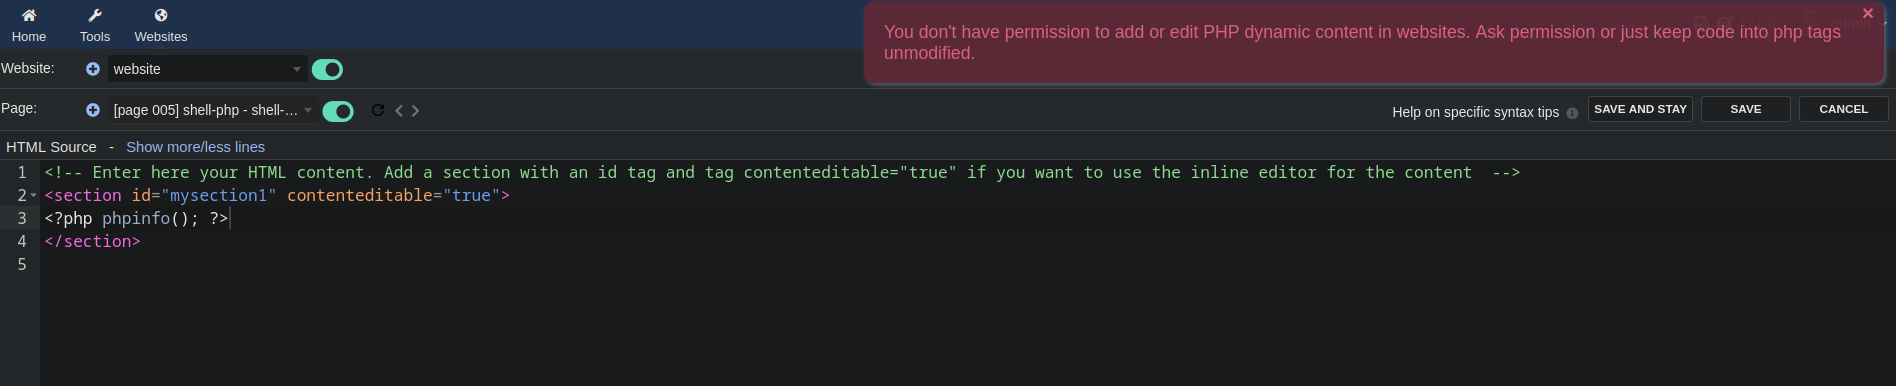 Home Tools Websites
You don't have permission to add or edit PHP dynamic content in websites. Ask permission or just keep code into php tags
unmodified.
Website: website
Page: [page 005] shell-php - shell-... Help on specific syntax tips SAVE AND STAY SAVE CANCEL
HTML Source - Show more/less lines
1 <!-- Enter here your HTML content. Add a section with an id tag and tag contenteditable="true" if you want to use the inline editor for the content  -->
2 <section id="mysection1" contenteditable="true">
3 <?php phpinfo(); ?>
4 </section>
5